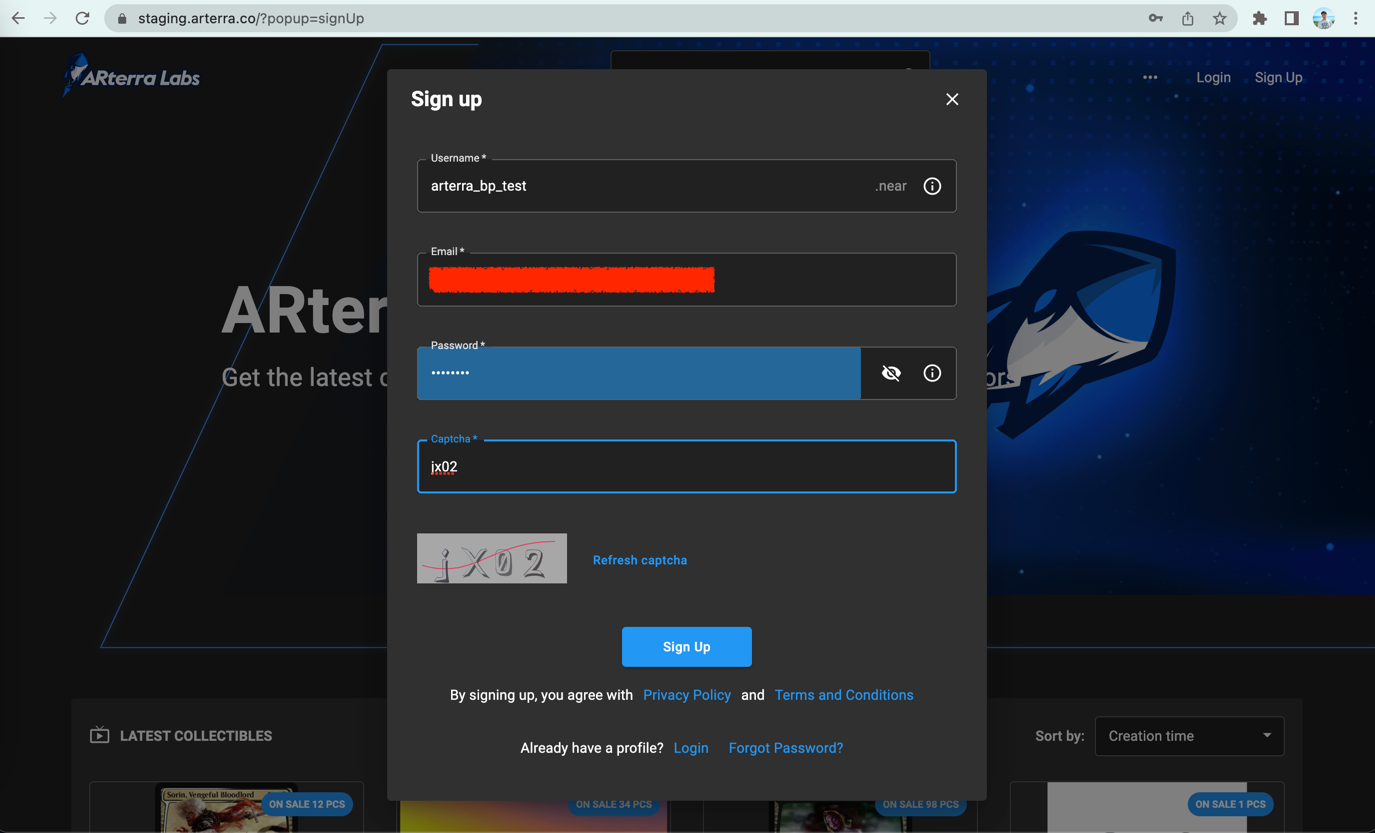 staging.arterra.co/?popup=signUp
ARterra Labs
Login
Sign Up
Sign up
Username *
arterra_bp_test
.near
Email *
ARter
Get the latest
Password *
••••••••
Captcha *
jx02
jX02
Refresh captcha
Sign Up
By signing up, you agree with Privacy Policy and Terms and Conditions
Already have a profile? Login Forgot Password?
LATEST COLLECTIBLES
Sort by:
Creation time
Sorin, Vengeful Bloodlord
ON SALE 12 PCS
ON SALE 34 PCS
ON SALE 98 PCS
ON SALE 1 PCS